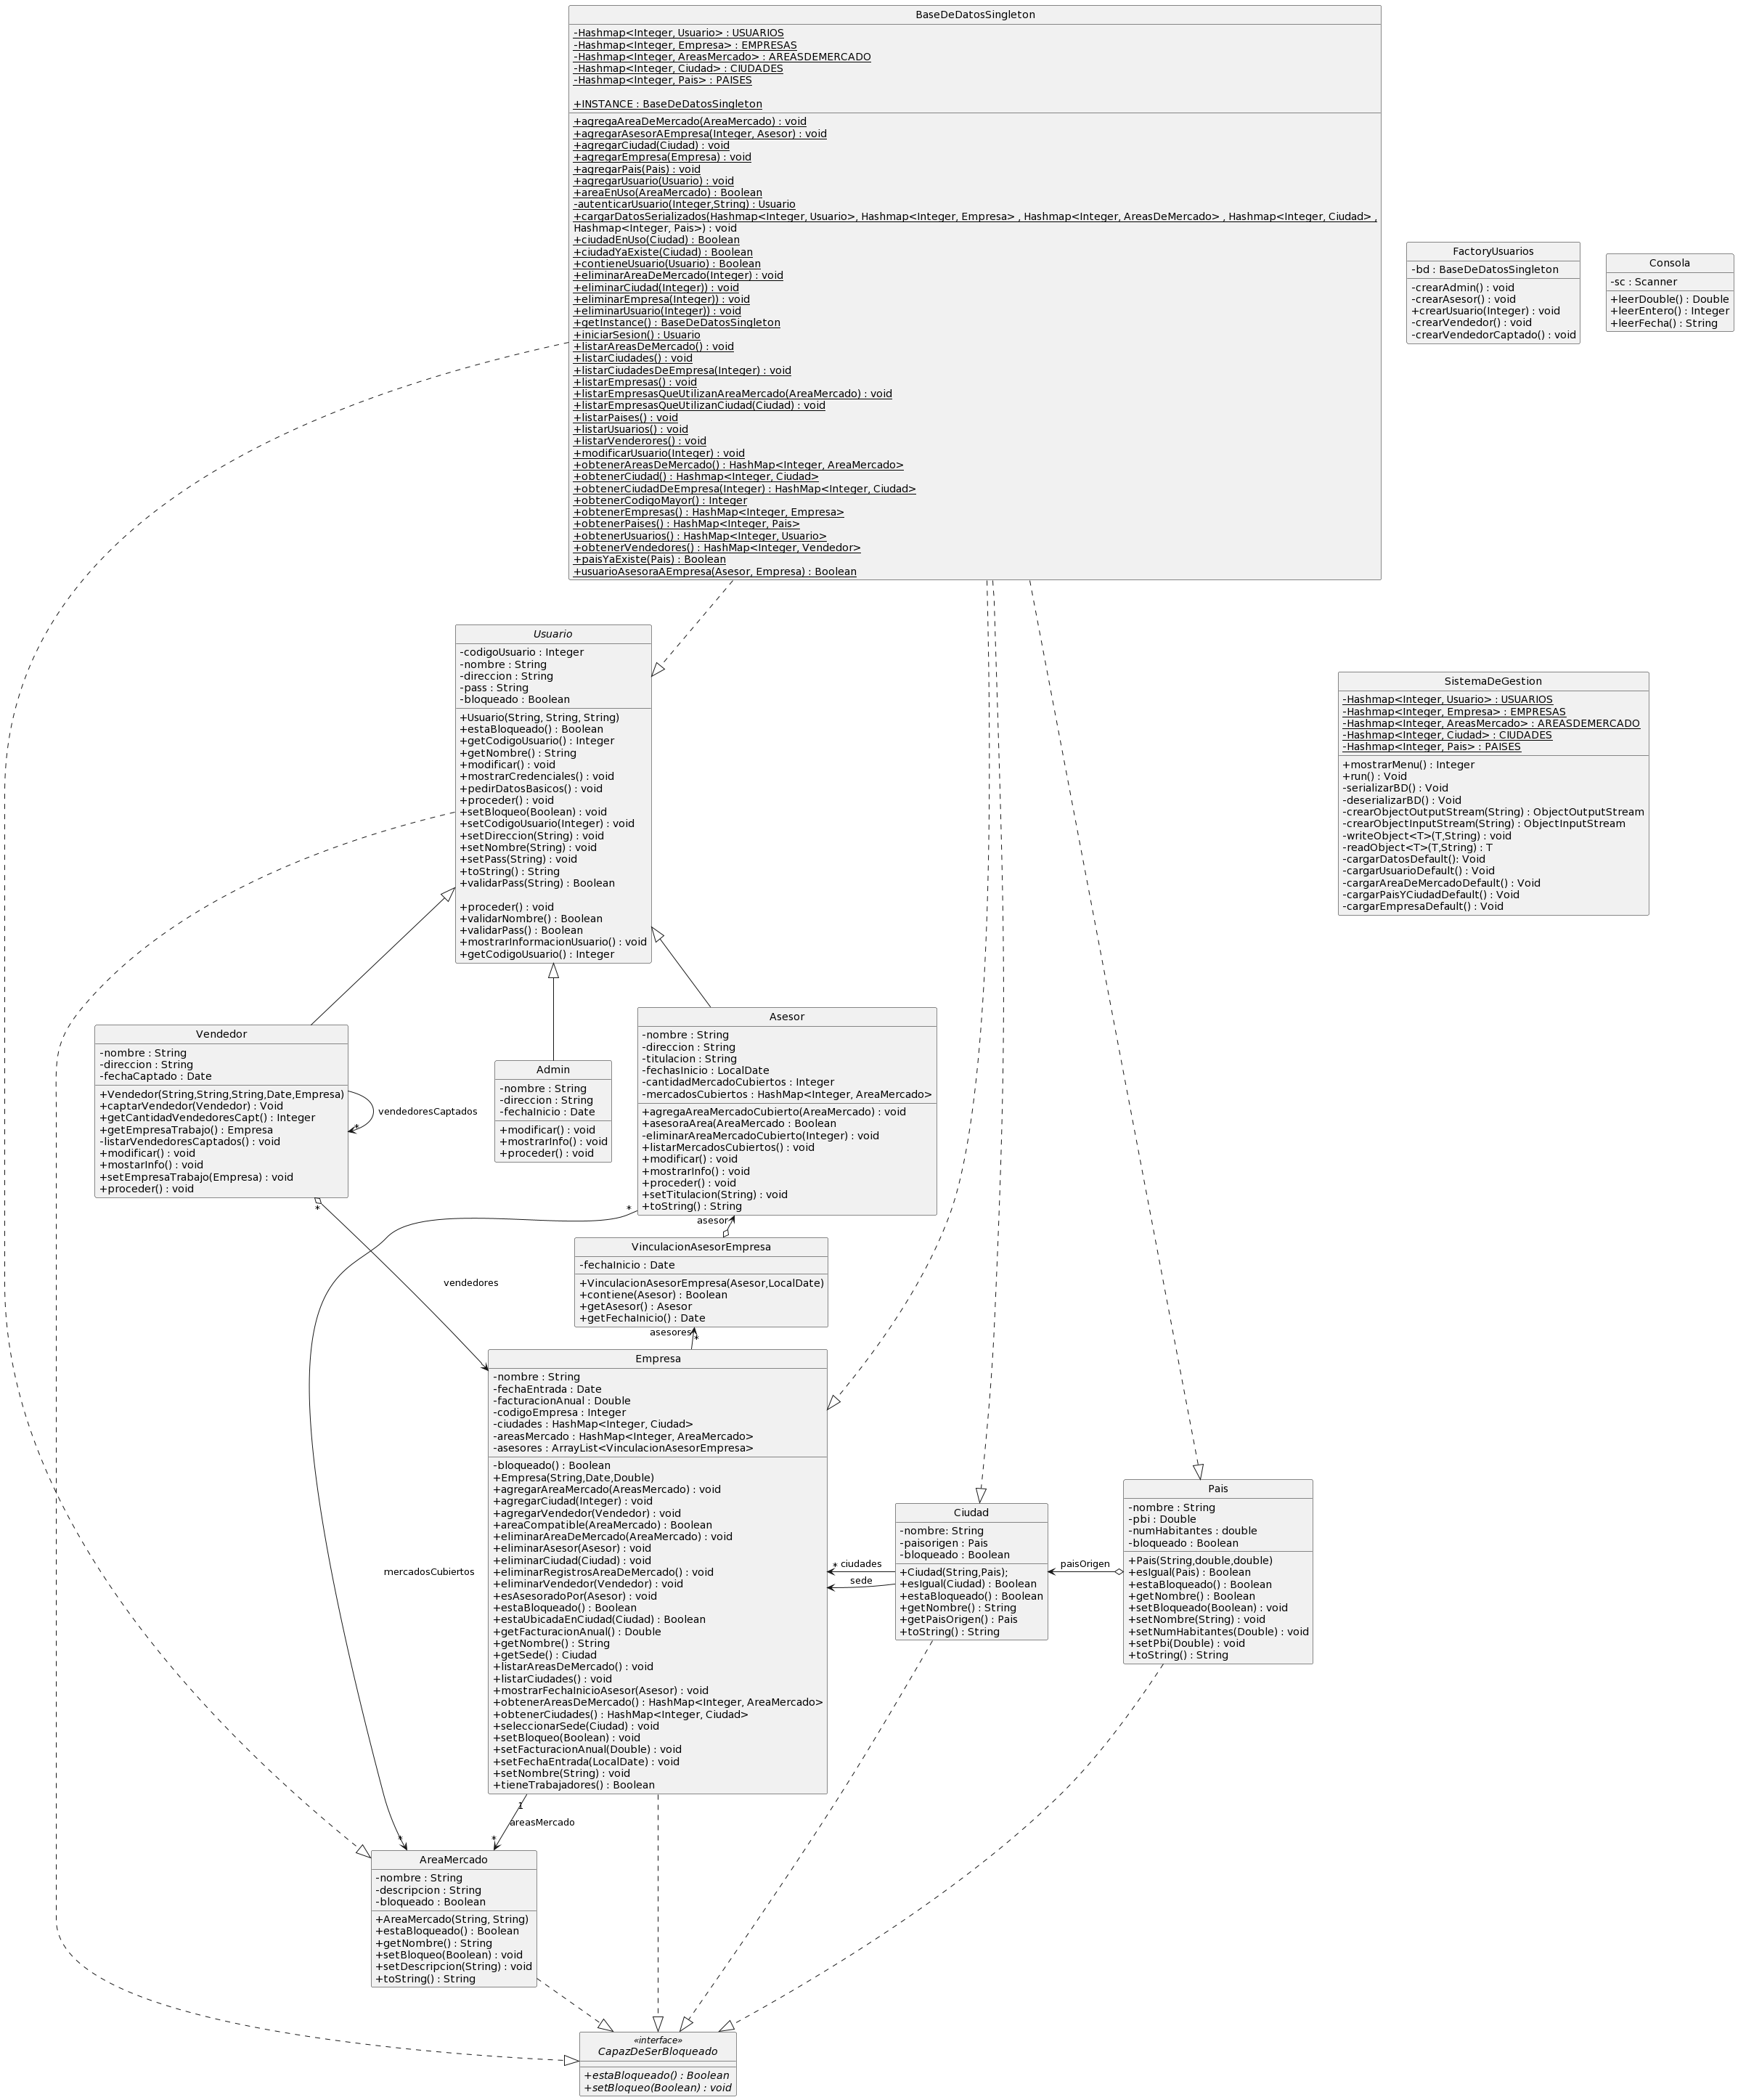 BaseDeDatosSingleton
-Hashmap<Integer, Usuario> : USUARIOS
-Hashmap<Integer, Empresa> : EMPRESAS
-Hashmap<Integer, AreasMercado> : AREASDEMERCADO
-Hashmap<Integer, Ciudad> : CIUDADES
-Hashmap<Integer, Pais> : PAISES
+INSTANCE : BaseDeDatosSingleton
+agregaAreaDeMercado(AreaMercado) : void
+agregarAsesorAEmpresa(Integer, Asesor) : void
+agregarCiudad(Ciudad) : void
+agregarEmpresa(Empresa) : void
+agregarPais(Pais) : void
+agregarUsuario(Usuario) : void
+areaEnUso(AreaMercado) : Boolean
-autenticarUsuario(Integer,String) : Usuario
+cargarDatosSerializados(Hashmap<Integer, Usuario>, Hashmap<Integer, Empresa> , Hashmap<Integer, AreasDeMercado> , Hashmap<Integer, Ciudad> ,
Hashmap<Integer, Pais>) : void
+ciudadEnUso(Ciudad) : Boolean
+ciudadYaExiste(Ciudad) : Boolean
+contieneUsuario(Usuario) : Boolean
+eliminarAreaDeMercado(Integer) : void
+eliminarCiudad(Integer)) : void
+eliminarEmpresa(Integer)) : void
+eliminarUsuario(Integer)) : void
+getInstance() : BaseDeDatosSingleton
+iniciarSesion() : Usuario
+listarAreasDeMercado() : void
+listarCiudades() : void
+listarCiudadesDeEmpresa(Integer) : void
+listarEmpresas() : void
+listarEmpresasQueUtilizanAreaMercado(AreaMercado) : void
+listarEmpresasQueUtilizanCiudad(Ciudad) : void
+listarPaises() : void
+listarUsuarios() : void
+listarVenderores() : void
+modificarUsuario(Integer) : void
+obtenerAreasDeMercado() : HashMap<Integer, AreaMercado>
+obtenerCiudad() : Hashmap<Integer, Ciudad>
+obtenerCiudadDeEmpresa(Integer) : HashMap<Integer, Ciudad>
+obtenerCodigoMayor() : Integer
+obtenerEmpresas() : HashMap<Integer, Empresa>
+obtenerPaises() : HashMap<Integer, Pais>
+obtenerUsuarios() : HashMap<Integer, Usuario>
+obtenerVendedores() : HashMap<Integer, Vendedor>
+paisYaExiste(Pais) : Boolean
+usuarioAsesoraAEmpresa(Asesor, Empresa) : Boolean
FactoryUsuarios
-bd : BaseDeDatosSingleton
-crearAdmin() : void
-crearAsesor() : void
+crearUsuario(Integer) : void
-crearVendedor() : void
-crearVendedorCaptado() : void
Consola
-sc : Scanner
+leerDouble() : Double
+leerEntero() : Integer
+leerFecha() : String
Usuario
-codigoUsuario : Integer
-nombre : String
-direccion : String
-pass : String
-bloqueado : Boolean
+Usuario(String, String, String)
+estaBloqueado() : Boolean
+getCodigoUsuario() : Integer
+getNombre() : String
+modificar() : void
+mostrarCredenciales() : void
+pedirDatosBasicos() : void
+proceder() : void
+setBloqueo(Boolean) : void
+setCodigoUsuario(Integer) : void
+setDireccion(String) : void
+setNombre(String) : void
+setPass(String) : void
+toString() : String
+validarPass(String) : Boolean
+proceder() : void
+validarNombre() : Boolean
+validarPass() : Boolean
+mostrarInformacionUsuario() : void
+getCodigoUsuario() : Integer
SistemaDeGestion
-Hashmap<Integer, Usuario> : USUARIOS
-Hashmap<Integer, Empresa> : EMPRESAS
-Hashmap<Integer, AreasMercado> : AREASDEMERCADO
-Hashmap<Integer, Ciudad> : CIUDADES
-Hashmap<Integer, Pais> : PAISES
+mostrarMenu() : Integer
+run() : Void
-serializarBD() : Void
-deserializarBD() : Void
-crearObjectOutputStream(String) : ObjectOutputStream
-crearObjectInputStream(String) : ObjectInputStream
-writeObject<T>(T,String) : void
-readObject<T>(T,String) : T
-cargarDatosDefault(): Void
-cargarUsuarioDefault() : Void
-cargarAreaDeMercadoDefault() : Void
-cargarPaisYCiudadDefault() : Void
-cargarEmpresaDefault() : Void
Vendedor
-nombre : String
-direccion : String
-fechaCaptado : Date
+Vendedor(String,String,String,Date,Empresa)
+captarVendedor(Vendedor) : Void
+getCantidadVendedoresCapt() : Integer
+getEmpresaTrabajo() : Empresa
-listarVendedoresCaptados() : void
+modificar() : void
+mostarInfo() : void
+setEmpresaTrabajo(Empresa) : void
+proceder() : void
vendedoresCaptados
*
Admin
-nombre : String
-direccion : String
-fechaInicio : Date
+modificar() : void
+mostrarInfo() : void
+proceder() : void
Asesor
-nombre : String
-direccion : String
-titulacion : String
-fechasInicio : LocalDate
-cantidadMercadoCubiertos : Integer
-mercadosCubiertos : HashMap<Integer, AreaMercado>
+agregaAreaMercadoCubierto(AreaMercado) : void
+asesoraArea(AreaMercado : Boolean
-eliminarAreaMercadoCubierto(Integer) : void
+listarMercadosCubiertos() : void
+modificar() : void
+mostrarInfo() : void
+proceder() : void
+setTitulacion(String) : void
+toString() : String
*
*
asesor
VinculacionAsesorEmpresa
-fechaInicio : Date
+VinculacionAsesorEmpresa(Asesor,LocalDate)
+contiene(Asesor) : Boolean
+getAsesor() : Asesor
+getFechaInicio() : Date
vendedores
asesores
*
Empresa
-nombre : String
-fechaEntrada : Date
-facturacionAnual : Double
-codigoEmpresa : Integer
-ciudades : HashMap<Integer, Ciudad>
-areasMercado : HashMap<Integer, AreaMercado>
-asesores : ArrayList<VinculacionAsesorEmpresa>
-bloqueado() : Boolean
+Empresa(String,Date,Double)
+agregarAreaMercado(AreasMercado) : void
+agregarCiudad(Integer) : void
+agregarVendedor(Vendedor) : void
+areaCompatible(AreaMercado) : Boolean
+eliminarAreaDeMercado(AreaMercado) : void
+eliminarAsesor(Asesor) : void
+eliminarCiudad(Ciudad) : void
+eliminarRegistrosAreaDeMercado() : void
+eliminarVendedor(Vendedor) : void
+esAsesoradoPor(Asesor) : void
+estaBloqueado() : Boolean
+estaUbicadaEnCiudad(Ciudad) : Boolean
+getFacturacionAnual() : Double
+getNombre() : String
+getSede() : Ciudad
+listarAreasDeMercado() : void
+listarCiudades() : void
+mostrarFechaInicioAsesor(Asesor) : void
+obtenerAreasDeMercado() : HashMap<Integer, AreaMercado>
+obtenerCiudades() : HashMap<Integer, Ciudad>
+seleccionarSede(Ciudad) : void
+setBloqueo(Boolean) : void
+setFacturacionAnual(Double) : void
+setFechaEntrada(LocalDate) : void
+setNombre(String) : void
+tieneTrabajadores() : Boolean
mercadosCubiertos
* ciudades
sede
Ciudad
-nombre: String
-paisorigen : Pais
-bloqueado : Boolean
+Ciudad(String,Pais);
+esIgual(Ciudad) : Boolean
+estaBloqueado() : Boolean
+getNombre() : String
+getPaisOrigen() : Pais
+toString() : String
paisOrigen
Pais
-nombre : String
-pbi : Double
-numHabitantes : double
-bloqueado : Boolean
+Pais(String,double,double)
+esIgual(Pais) : Boolean
+estaBloqueado() : Boolean
+getNombre() : Boolean
+setBloqueado(Boolean) : void
+setNombre(String) : void
+setNumHabitantes(Double) : void
+setPbi(Double) : void
+toString() : String
1
areasMercado
*
*
AreaMercado
-nombre : String
-descripcion : String
-bloqueado : Boolean
+AreaMercado(String, String)
+estaBloqueado() : Boolean
+getNombre() : String
+setBloqueo(Boolean) : void
+setDescripcion(String) : void
+toString() : String
«interface»
CapazDeSerBloqueado
+estaBloqueado() : Boolean
+setBloqueo(Boolean) : void